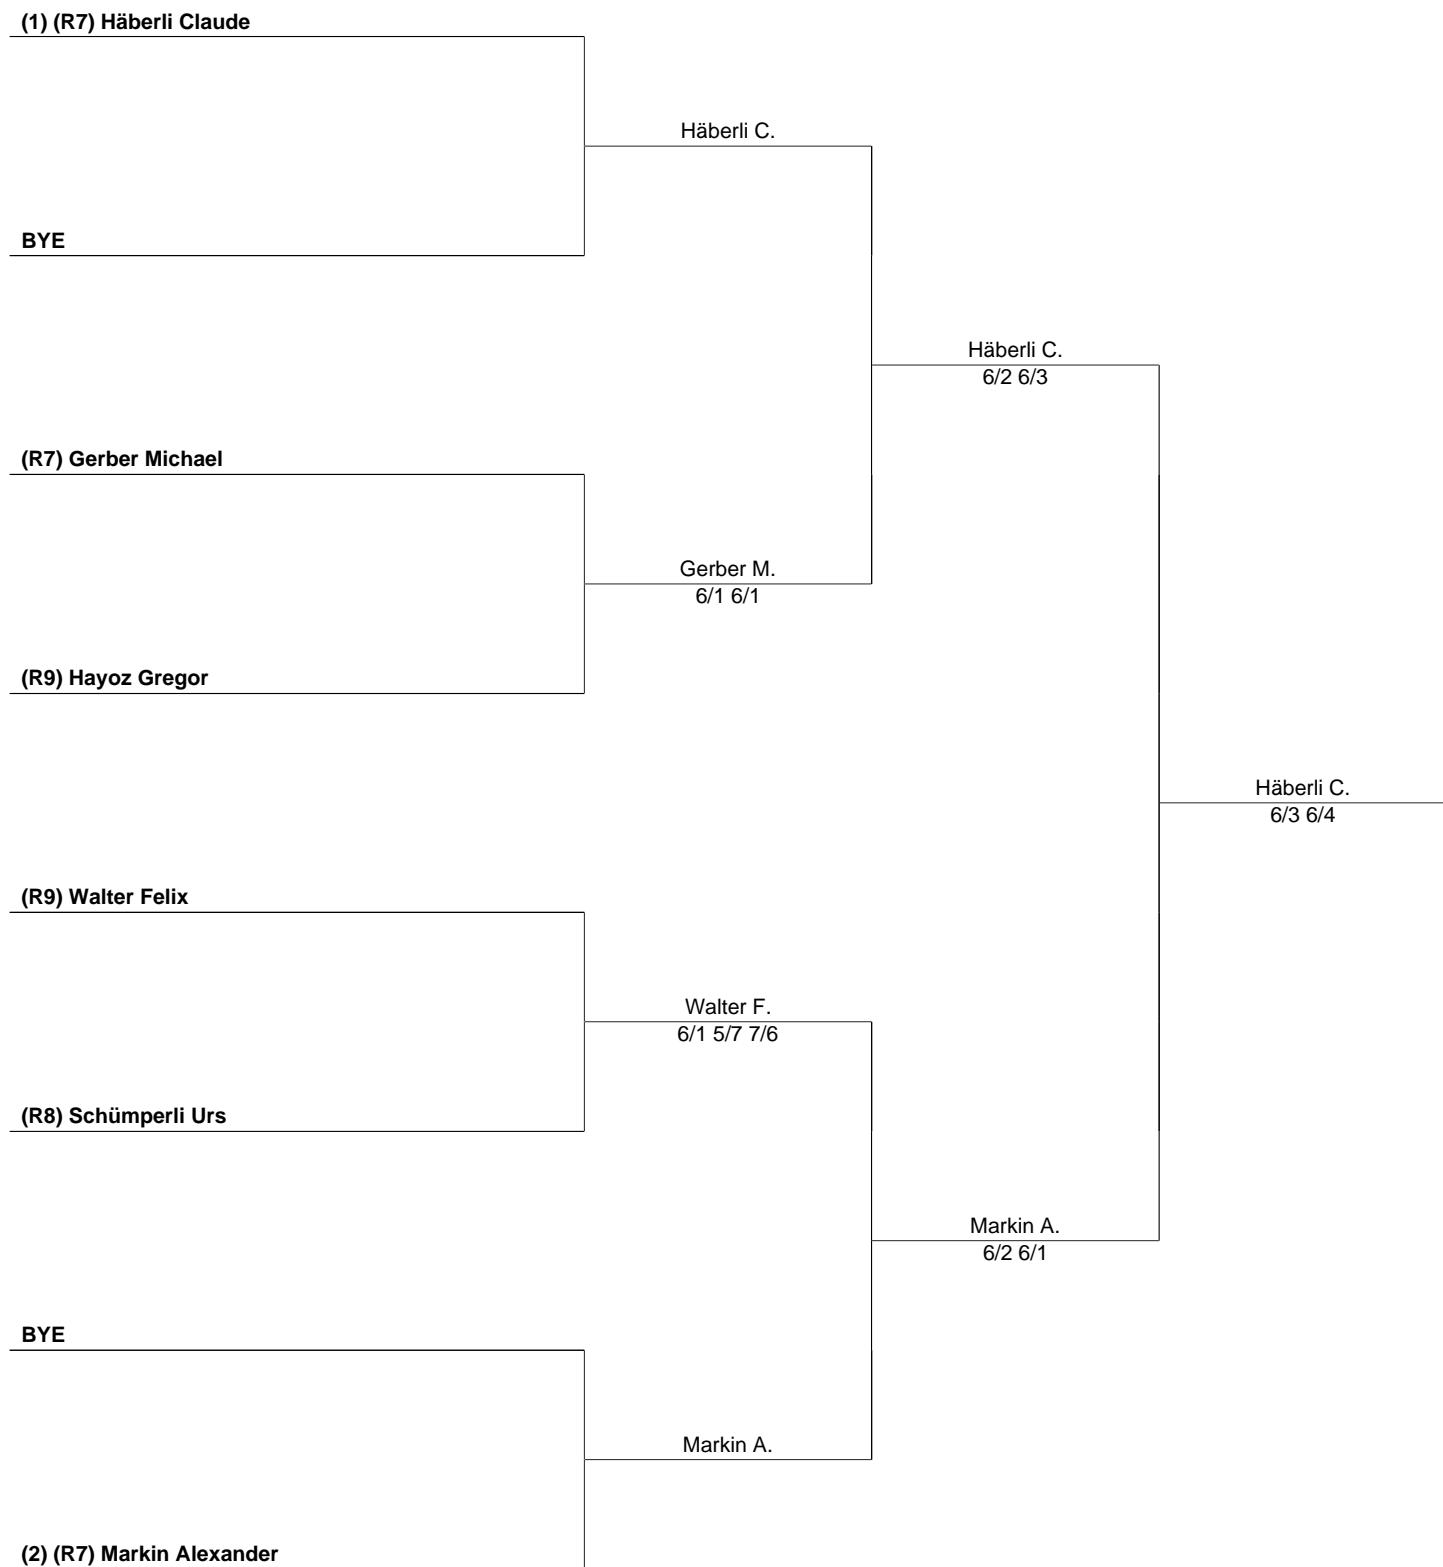 (1) (R7) Häberli Claude
Häberli C.
BYE
Häberli C.
6/2 6/3
(R7) Gerber Michael
Gerber M.
6/1 6/1
(R9) Hayoz Gregor
Häberli C.
6/3 6/4
(R9) Walter Felix
Walter F.
6/1 5/7 7/6
(R8) Schümperli Urs
Markin A.
6/2 6/1
BYE
Markin A.
(2) (R7) Markin Alexander